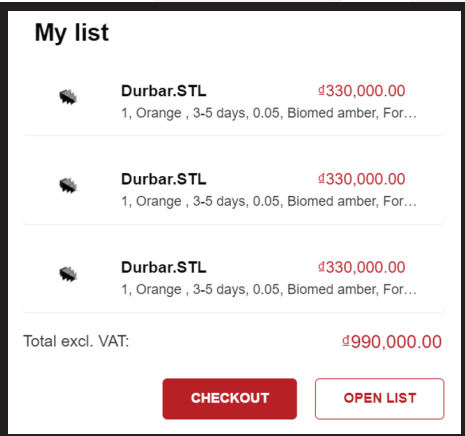 My list
Durbar.STL ₫330,000.00
1, Orange , 3-5 days, 0.05, Biomed amber, For…
Durbar.STL ₫330,000.00
1, Orange , 3-5 days, 0.05, Biomed amber, For…
Durbar.STL ₫330,000.00
1, Orange , 3-5 days, 0.05, Biomed amber, For…
Total excl. VAT: ₫990,000.00
CHECKOUT OPEN LIST